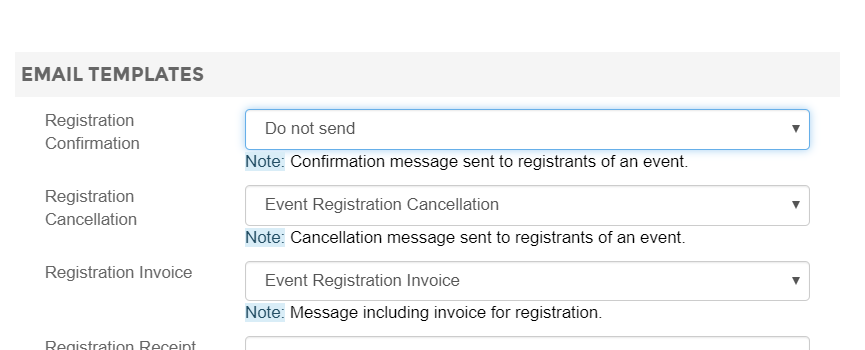 EMAIL TEMPLATES
Registration
Confirmation
Do not send
Note: Confirmation message sent to registrants of an event.
Registration
Cancellation
Event Registration Cancellation
Note: Cancellation message sent to registrants of an event.
Registration Invoice
Event Registration Invoice
Note: Message including invoice for registration.
Registration Receipt